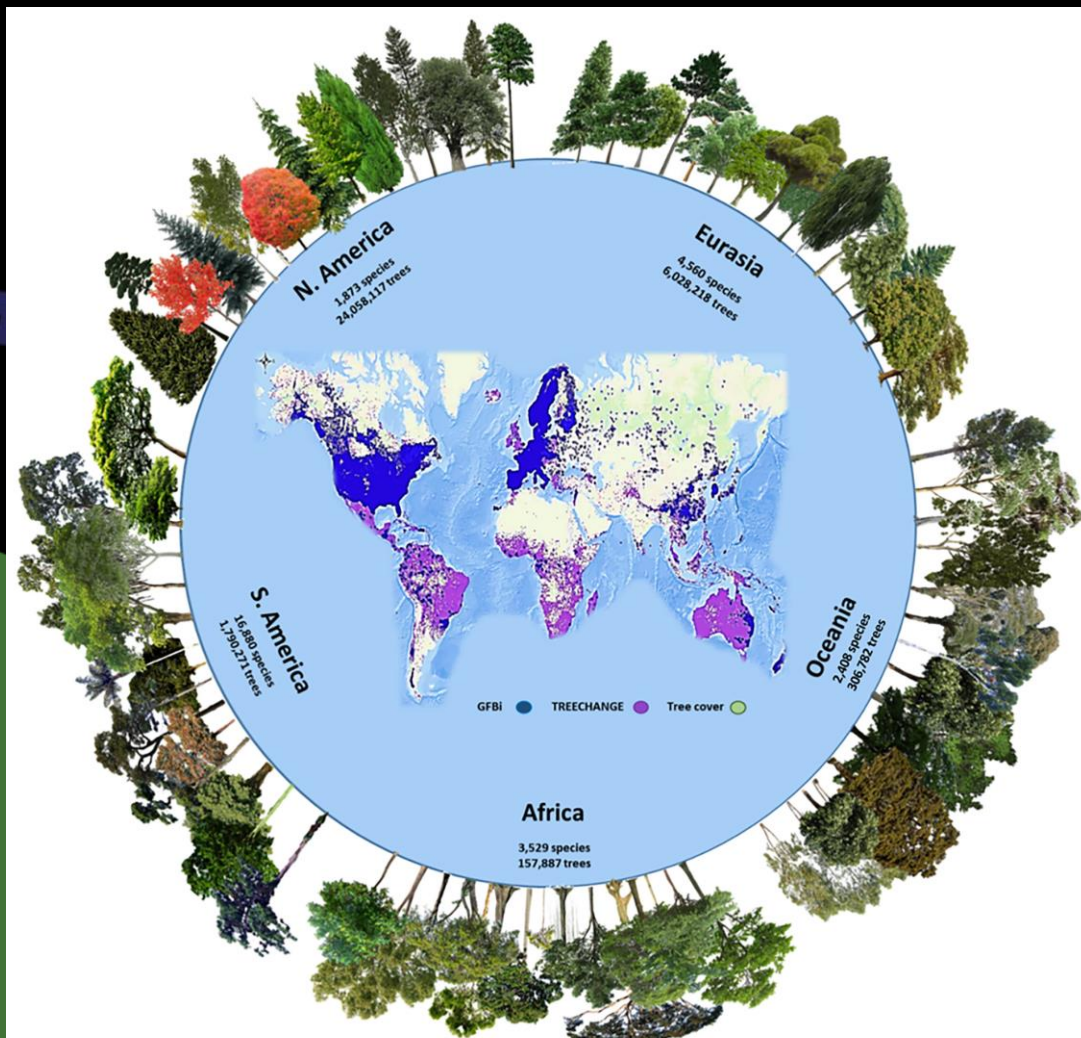 N. America
1,873 species
24,058,117 trees
Eurasia
4,560 species
6,028,218 trees
S. America
16,880 species
1,790,271 trees
Oceania
2,408 species
306,782 trees
GFBi TREECHANGE Tree cover
Africa
3,529 species
157,887 trees